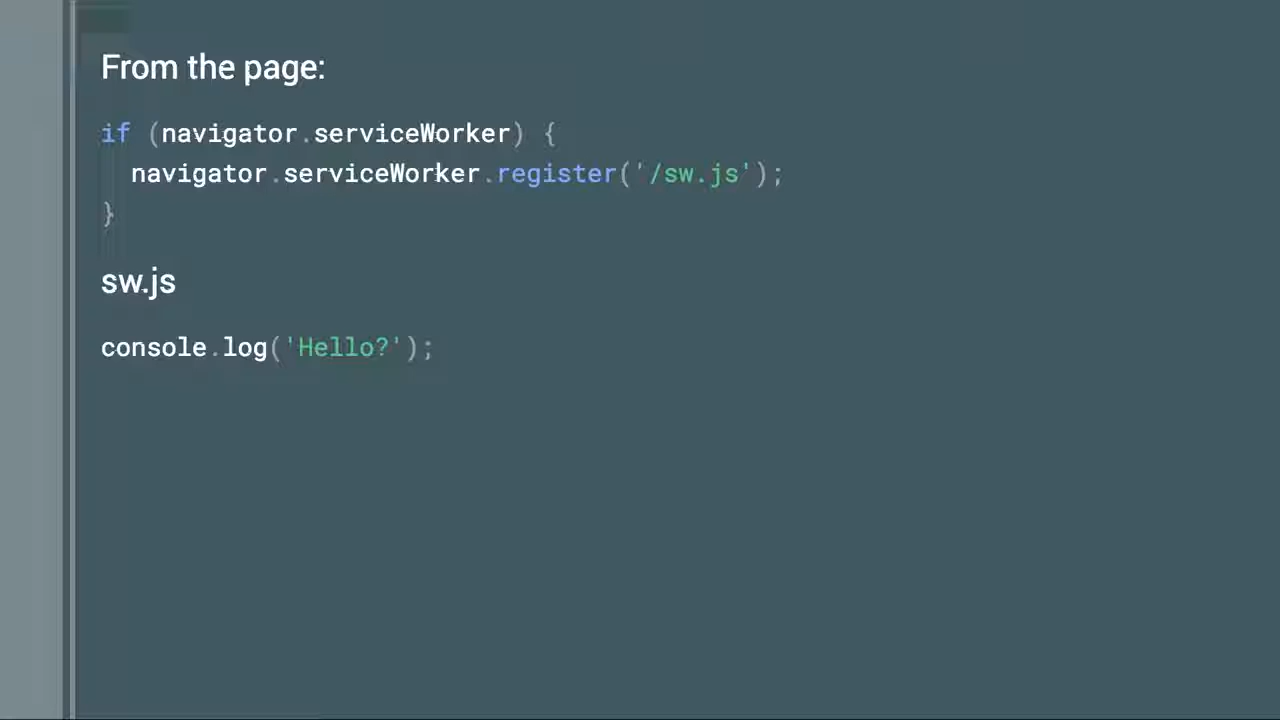 From the page:
if (navigator.serviceWorker) {
  navigator.serviceWorker.register('/sw.js');
}
sw.js
console.log('Hello?');